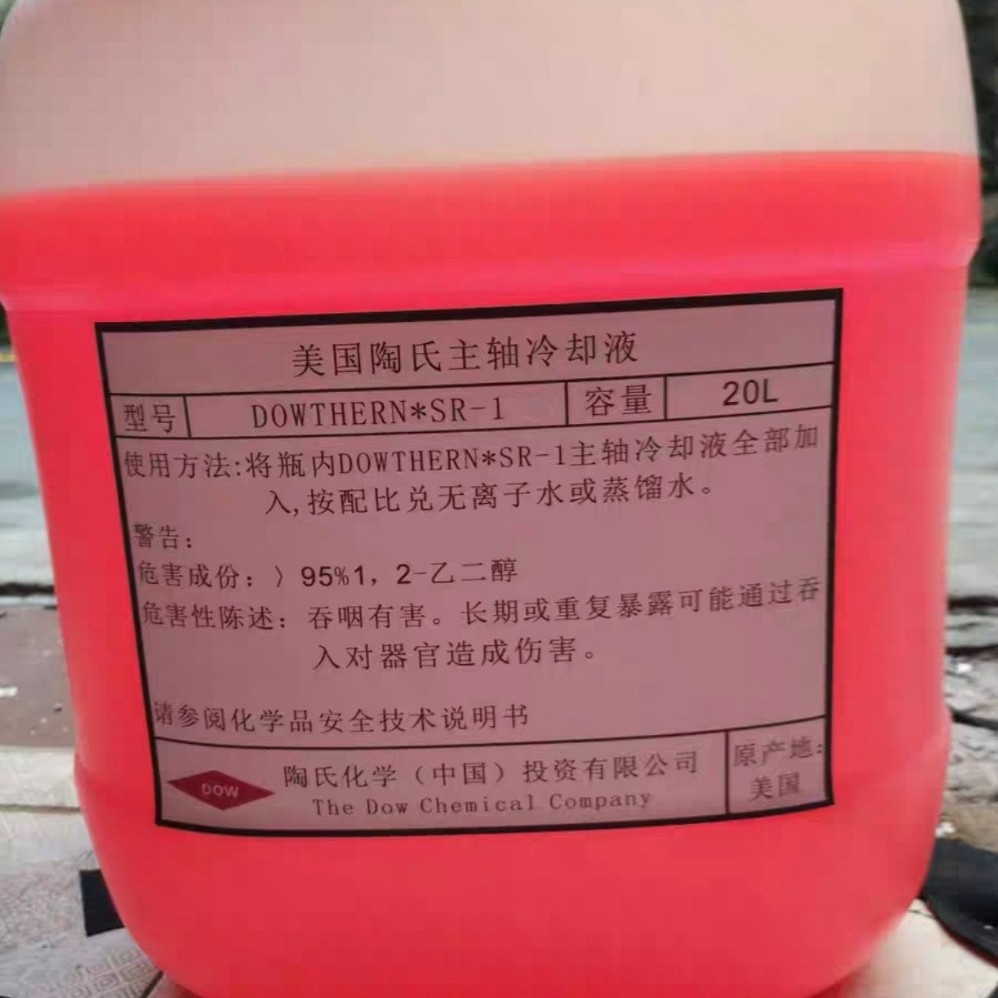 美国陶氏主轴冷却液
型号 DOWTHERN*SR-1 容量 20L
使用方法:将瓶内DOWTHERN*SR-1主轴冷却液全部加
入,按配比兑无离子水或蒸馏水。
警告:
危害成份:〉95%1，2-乙二醇
危害性陈述:吞咽有害。长期或重复暴露可能通过吞
入对器官造成伤害。
请参阅化学品安全技术说明书
DOW 陶氏化学（中国）投资有限公司 原产地:
The Dow Chemical Company 美国